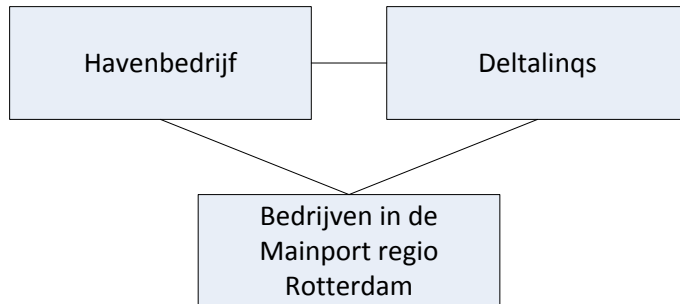 Havenbedrijf
Deltalinqs
Bedrijven in de
Mainport regio
Rotterdam